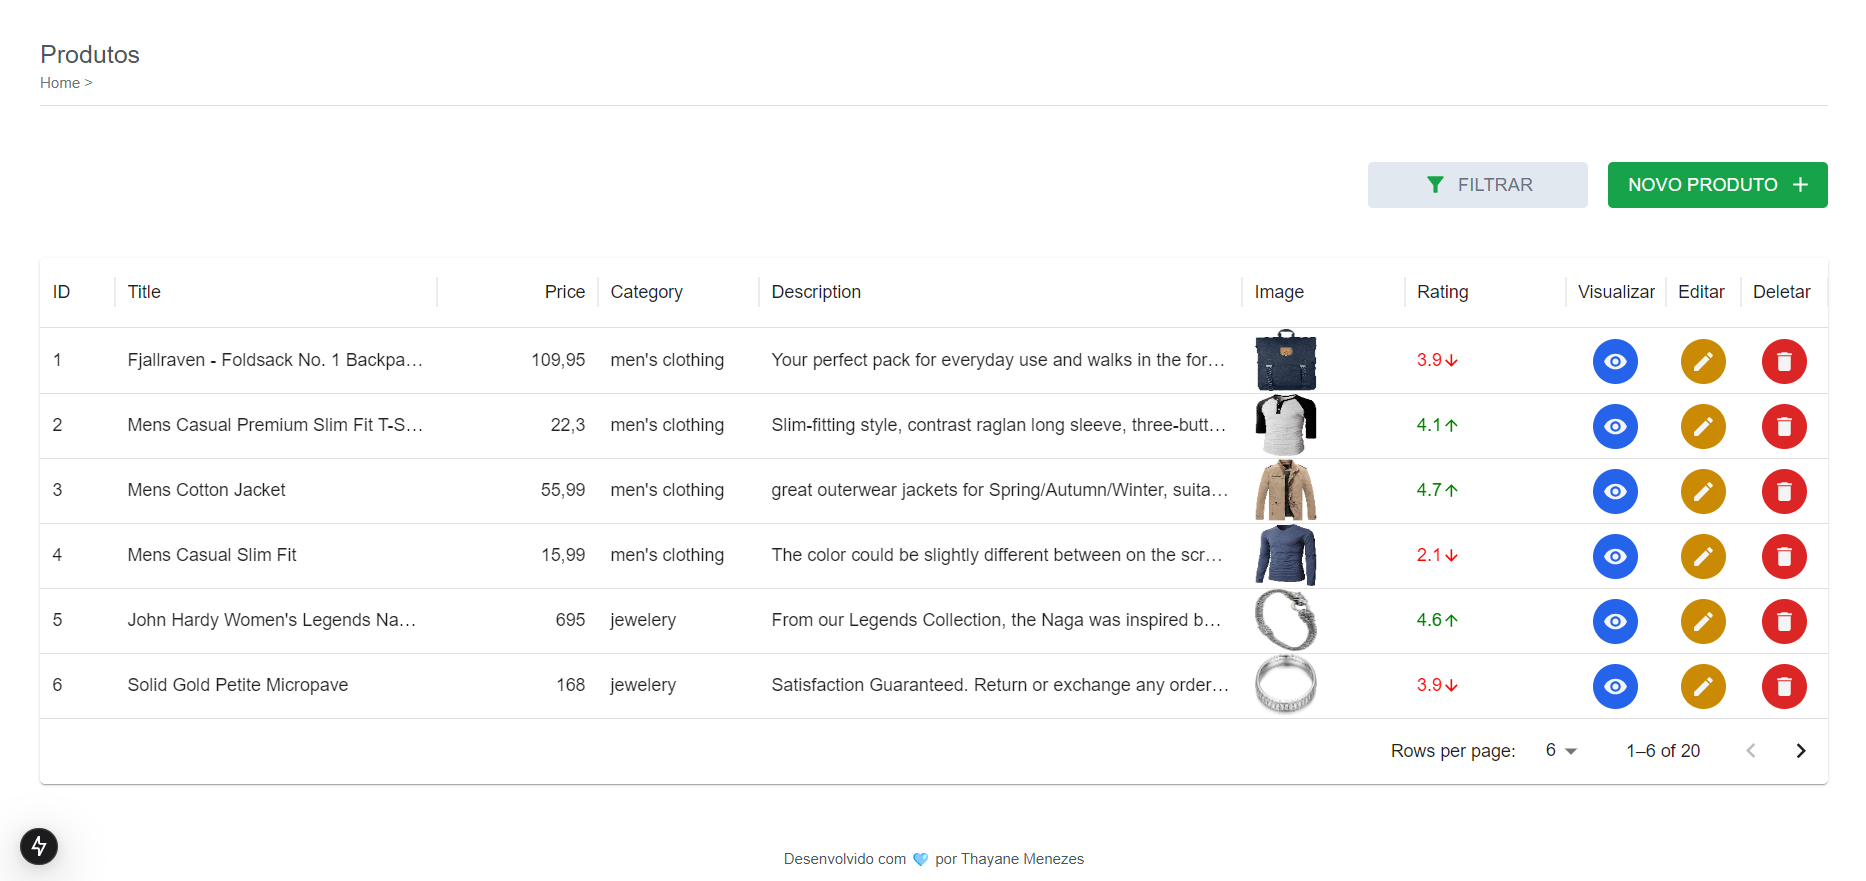 Produtos
Home >
FILTRAR
NOVO PRODUTO +
ID Title Price Category Description Image Rating Visualizar Editar Deletar
1 Fjallraven - Foldsack No. 1 Backpa… 109,95 men's clothing Your perfect pack for everyday use and walks in the for… 3.9↓
2 Mens Casual Premium Slim Fit T-S… 22,3 men's clothing Slim-fitting style, contrast raglan long sleeve, three-butt… 4.1↑
3 Mens Cotton Jacket 55,99 men's clothing great outerwear jackets for Spring/Autumn/Winter, suita… 4.7↑
4 Mens Casual Slim Fit 15,99 men's clothing The color could be slightly different between on the scr… 2.1↓
5 John Hardy Women's Legends Na… 695 jewelery From our Legends Collection, the Naga was inspired b… 4.6↑
6 Solid Gold Petite Micropave 168 jewelery Satisfaction Guaranteed. Return or exchange any order… 3.9↓
Rows per page: 6 1–6 of 20
Desenvolvido com 🩵 por Thayane Menezes